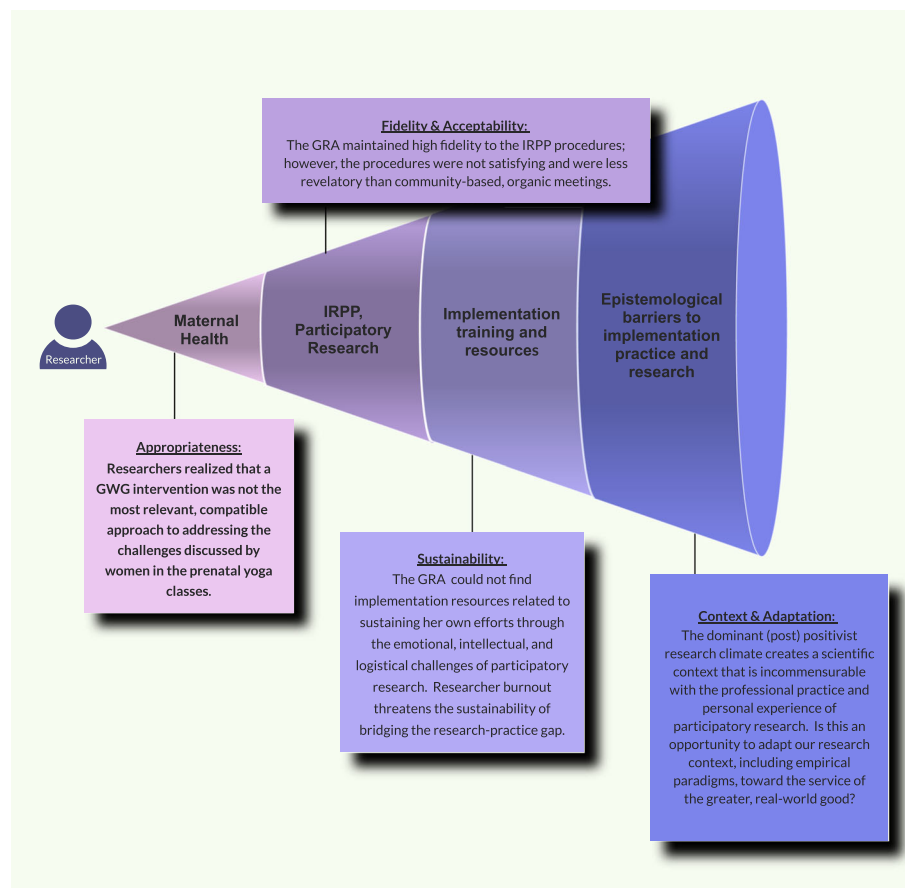 Fidelity & Acceptability:
The GRA maintained high fidelity to the IRPP procedures;
however, the procedures were not satisfying and were less
revelatory than community-based, organic meetings.
Researcher
Maternal
Health
IRPP,
Participatory
Research
Implementation
training and
resources
Epistemological
barriers to
implementation
practice and
research
Appropriateness:
Researchers realized that a
GWG intervention was not the
most relevant, compatible
approach to addressing the
challenges discussed by
women in the prenatal yoga
classes.
Sustainability:
The GRA could not find
implementation resources related to
sustaining her own efforts through
the emotional, intellectual, and
logistical challenges of participatory
research. Researcher burnout
threatens the sustainability of
bridging the research-practice gap.
Context & Adaptation:
The dominant (post) positivist
research climate creates a scientific
context that is incommensurable
with the professional practice and
personal experience of
participatory research. Is this an
opportunity to adapt our research
context, including empirical
paradigms, toward the service of
the greater, real-world good?